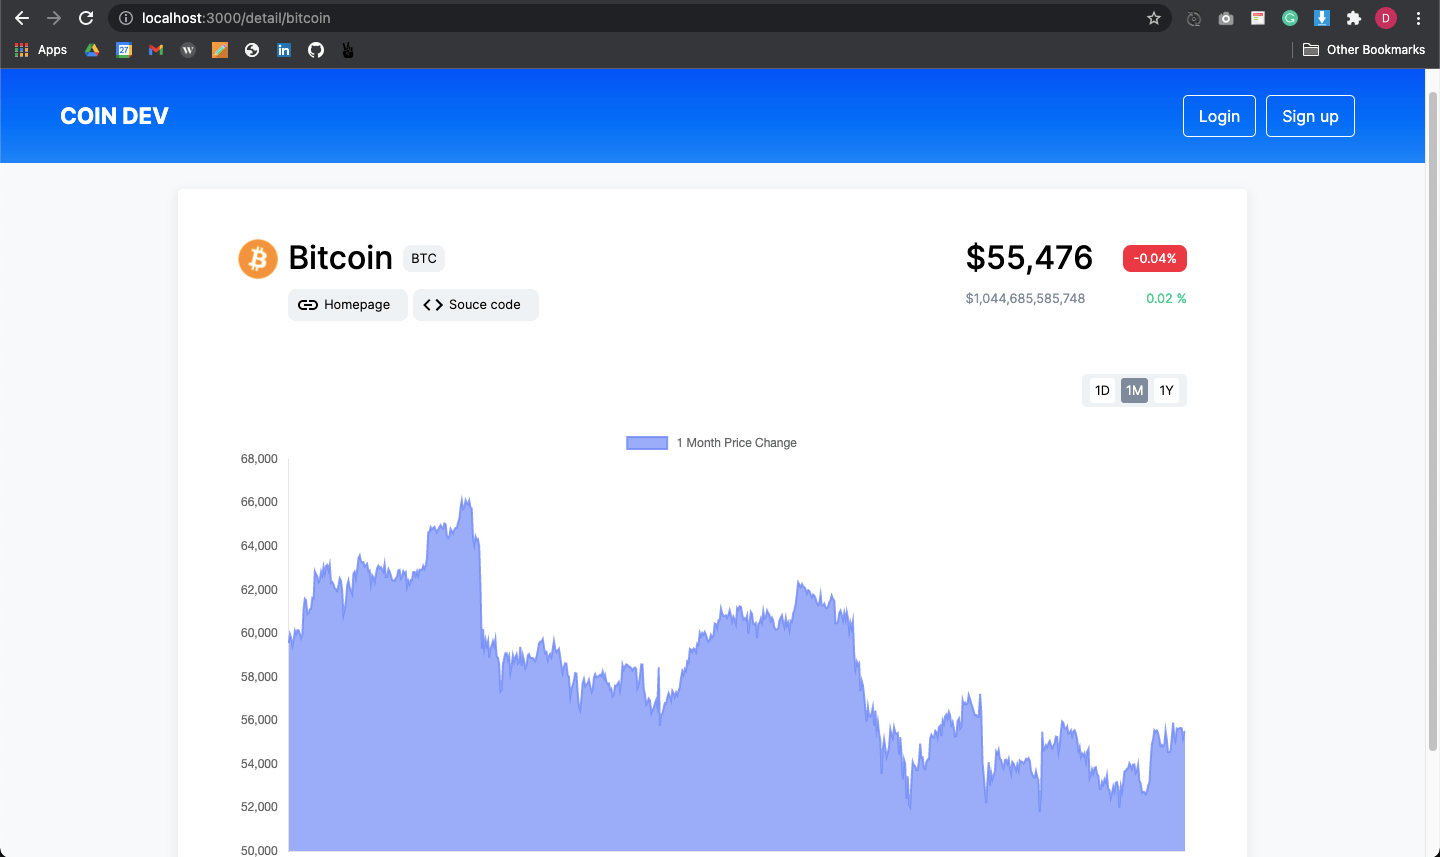 localhost:3000/detail/bitcoin
D
Apps
27
W
in
Other Bookmarks
COIN DEV
Login
Sign up
Bitcoin
BTC
$55,476
-0.04%
Homepage
Souce code
$1,044,685,585,748
0.02 %
1D
1M
1Y
1 Month Price Change
68,000
66,000
64,000
62,000
60,000
58,000
56,000
54,000
52,000
50,000